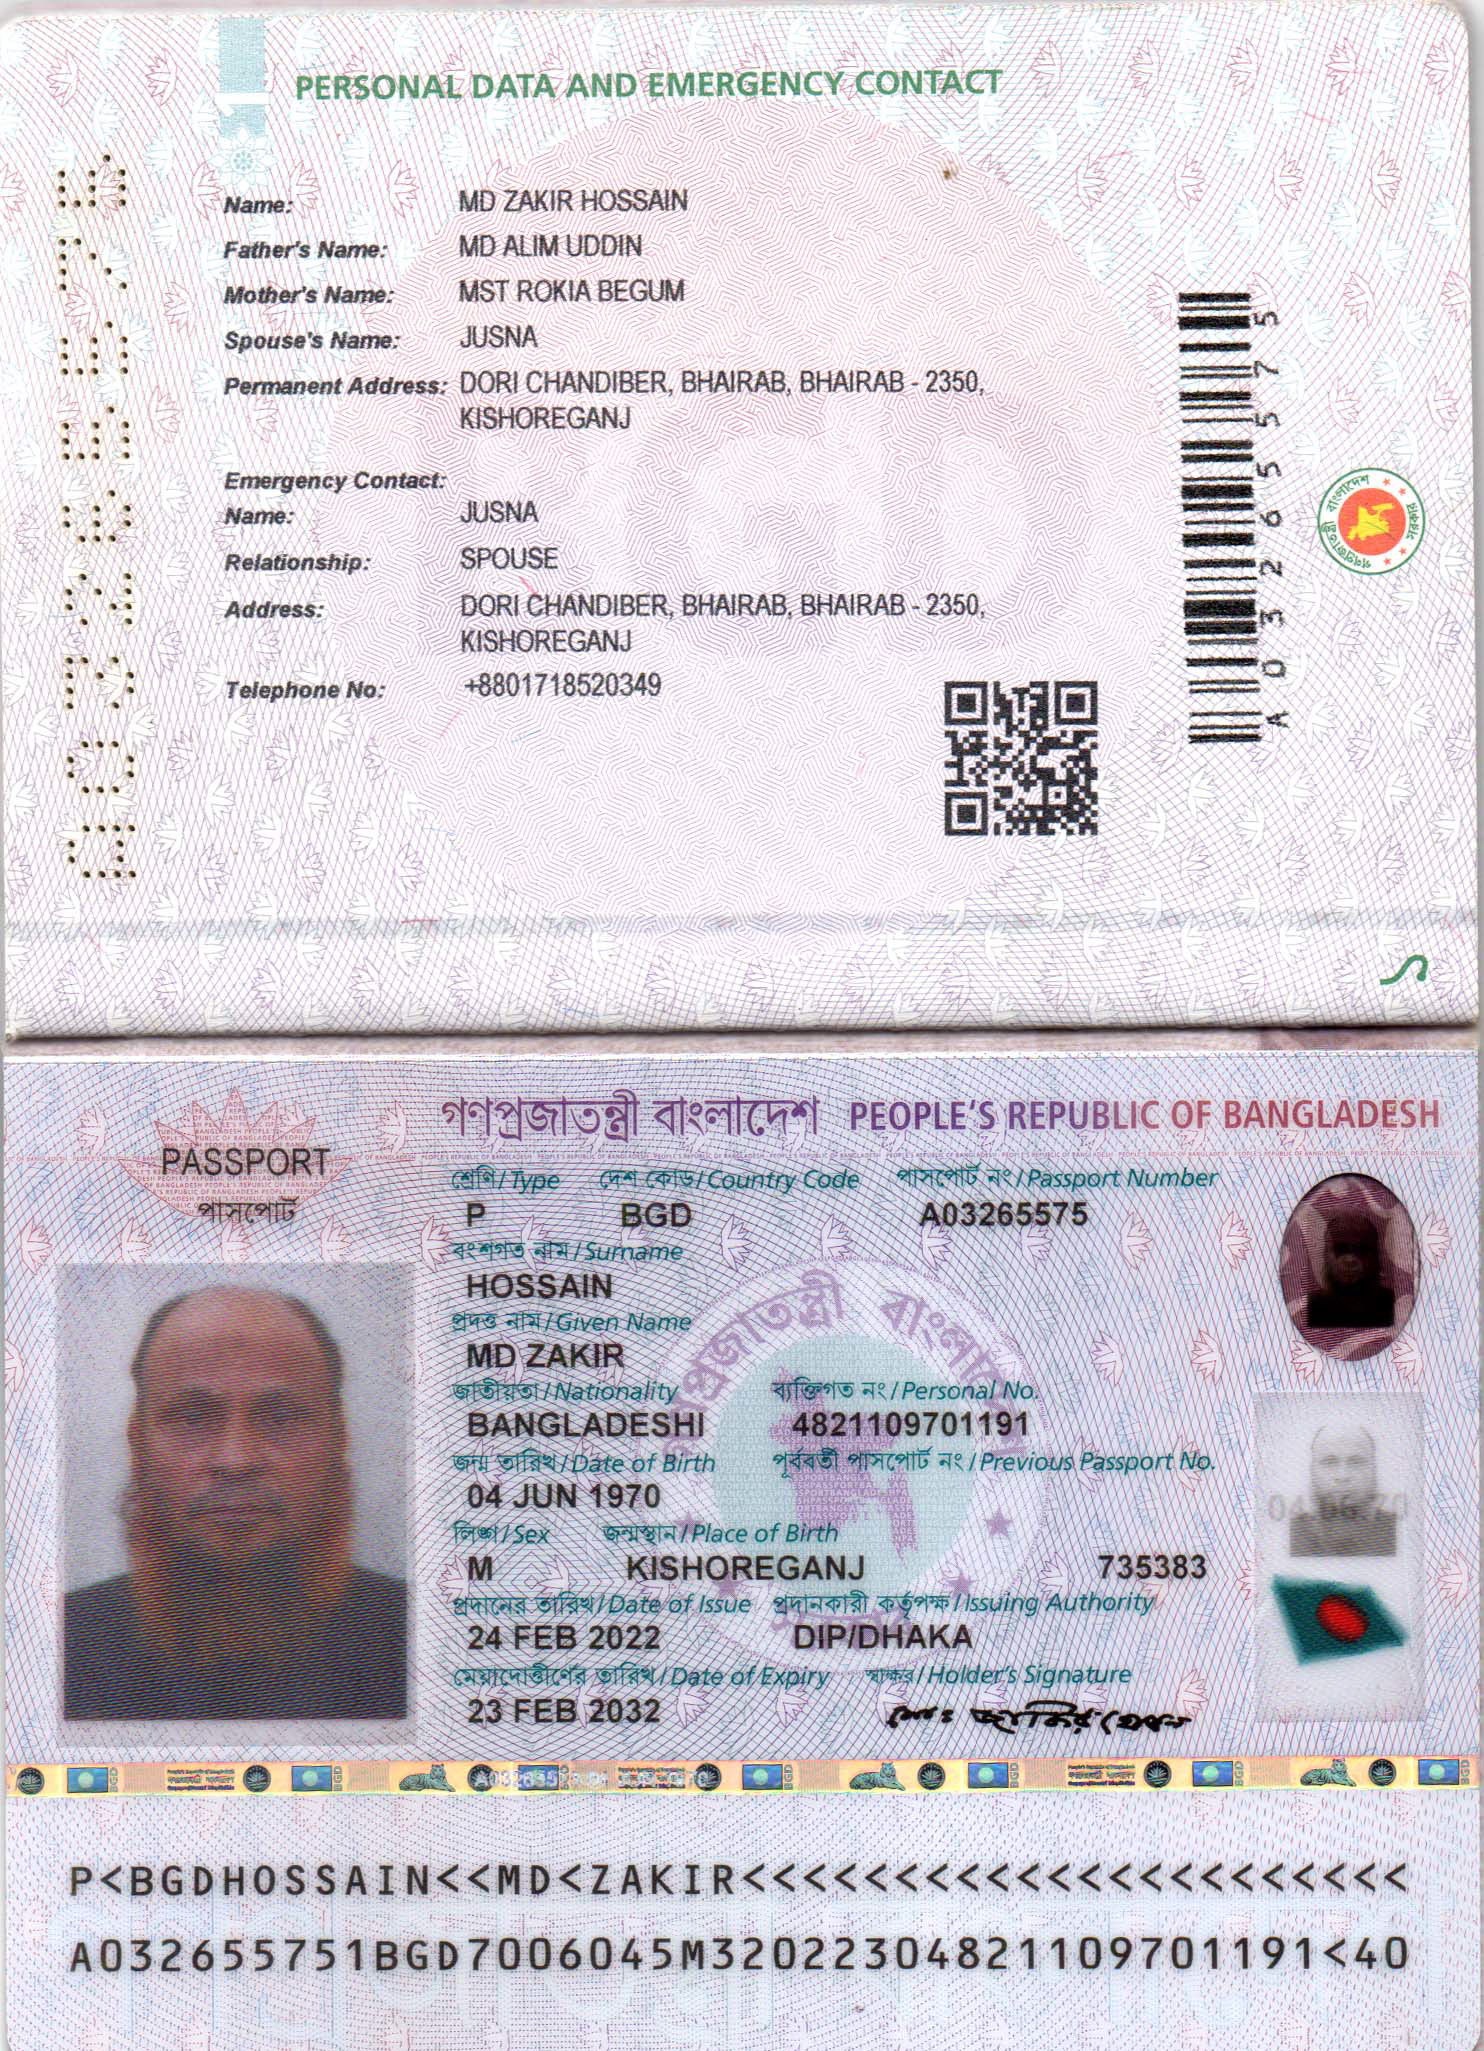 PERSONAL DATA AND EMERGENCY CONTACT
1
Name: MD ZAKIR HOSSAIN
Father's Name: MD ALIM UDDIN
Mother's Name: MST ROKIA BEGUM
Spouse's Name: JUSNA
Permanent Address: DORI CHANDIBER, BHAIRAB, BHAIRAB - 2350,
KISHOREGANJ
Emergency Contact:
Name: JUSNA
Relationship: SPOUSE
Address: DORI CHANDIBER, BHAIRAB, BHAIRAB - 2350,
KISHOREGANJ
Telephone No: +8801718520349
A03265575
A03265575
১
গণপ্রজাতন্ত্রী বাংলাদেশ PEOPLE'S REPUBLIC OF BANGLADESH
PASSPORT
পাসপোর্ট
শ্রেণি/Type দেশ কোড/Country Code পাসপোর্ট নং/Passport Number
P BGD A03265575
বংশগত নাম/Surname
HOSSAIN
প্রদত্ত নাম/Given Name
MD ZAKIR
জাতীয়তা/Nationality ব্যক্তিগত নং/Personal No.
BANGLADESHI 4821109701191
জন্ম তারিখ/Date of Birth পূর্ববর্তী পাসপোর্ট নং/Previous Passport No.
04 JUN 1970
04.06.70
লিঙ্গ/Sex জন্মস্থান/Place of Birth
M KISHOREGANJ 735383
প্রদানের তারিখ/Date of Issue প্রদানকারী কর্তৃপক্ষ/Issuing Authority
24 FEB 2022 DIP/DHAKA
মেয়াদোত্তীর্ণের তারিখ/Date of Expiry স্বাক্ষর/Holder's Signature
23 FEB 2032 মোঃ জাকির হোসেন
P<BGDHOSSAIN<<MD<ZAKIR<<<<<<<<<<<<<<<<<<<<<<
A032655751BGD7006045M32022304821109701191<40